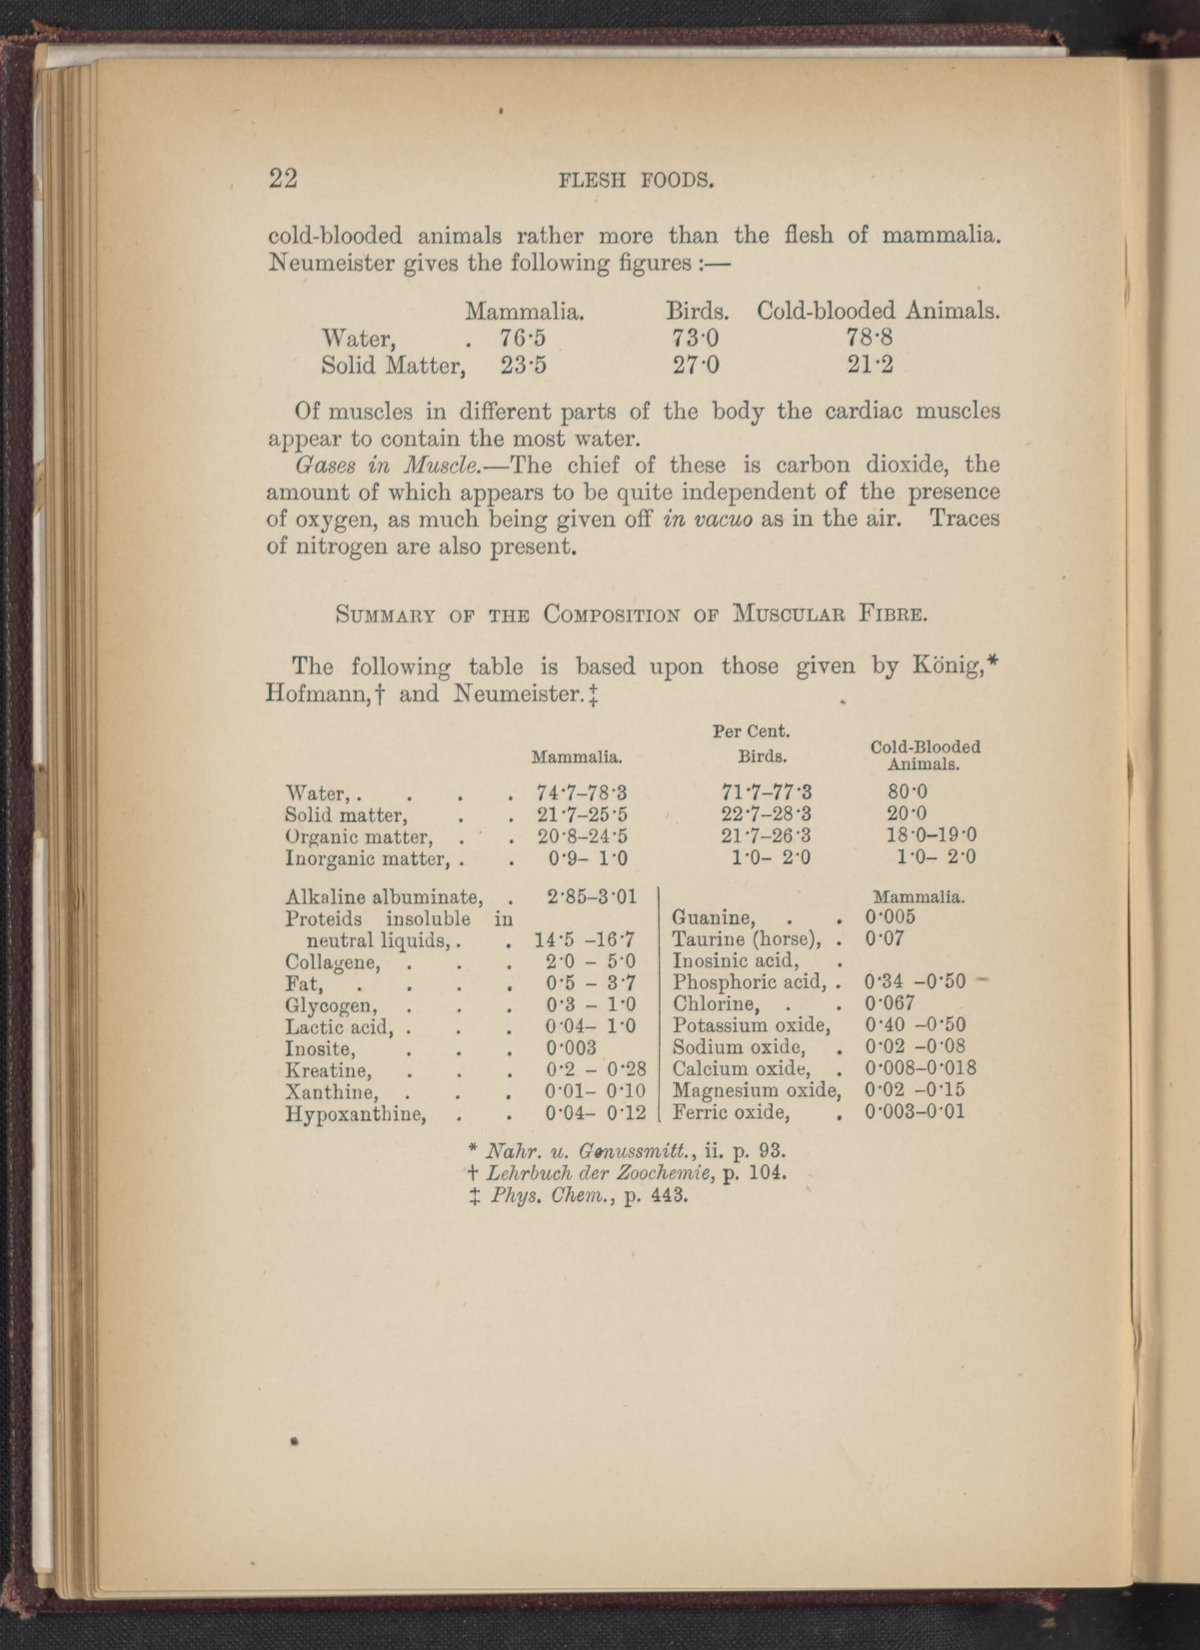 22 FLESH FOODS.
cold-blooded animals rather more than the flesh of mammalia.
Neumeister gives the following figures :—
Mammalia. Birds. Cold-blooded Animals.
Water, . 76·5 73·0 78·8
Solid Matter, 23·5 27·0 21·2
Of muscles in different parts of the body the cardiac muscles
appear to contain the most water.
Gases in Muscle.—The chief of these is carbon dioxide, the
amount of which appears to be quite independent of the presence
of oxygen, as much being given off in vacuo as in the air. Traces
of nitrogen are also present.
SUMMARY OF THE COMPOSITION OF MUSCULAR FIBRE.
The following table is based upon those given by König,*
Hofmann,† and Neumeister.‡
Per Cent.
Mammalia. Birds. Cold-Blooded
Animals.
Water, . . . . 74·7–78·3 71·7–77·3 80·0
Solid matter, . . 21·7–25·5 22·7–28·3 20·0
Organic matter, . . 20·8–24·5 21·7–26·3 18·0–19·0
Inorganic matter, . . 0·9– 1·0 1·0– 2·0 1·0– 2·0
Alkaline albuminate, . 2·85–3·01 Mammalia.
Proteids insoluble in Guanine, . . 0·005
neutral liquids, . . 14·5 –16·7 Taurine (horse), . 0·07
Collagene, . . . 2·0 – 5·0 Inosinic acid, .
Fat, . . . . 0·5 – 3·7 Phosphoric acid, . 0·34 –0·50
Glycogen, . . . 0·3 – 1·0 Chlorine, . . 0·067
Lactic acid, . . . 0·04– 1·0 Potassium oxide, 0·40 –0·50
Inosite, . . . 0·003 Sodium oxide, . 0·02 –0·08
Kreatine, . . . 0·2 – 0·28 Calcium oxide, . 0·008–0·018
Xanthine, . . . 0·01– 0·10 Magnesium oxide, 0·02 –0·15
Hypoxanthine, . . 0·04– 0·12 Ferric oxide, . 0·003–0·01
* Nahr. u. Genussmitt., ii. p. 93.
† Lehrbuch der Zoochemie, p. 104.
‡ Phys. Chem., p. 443.